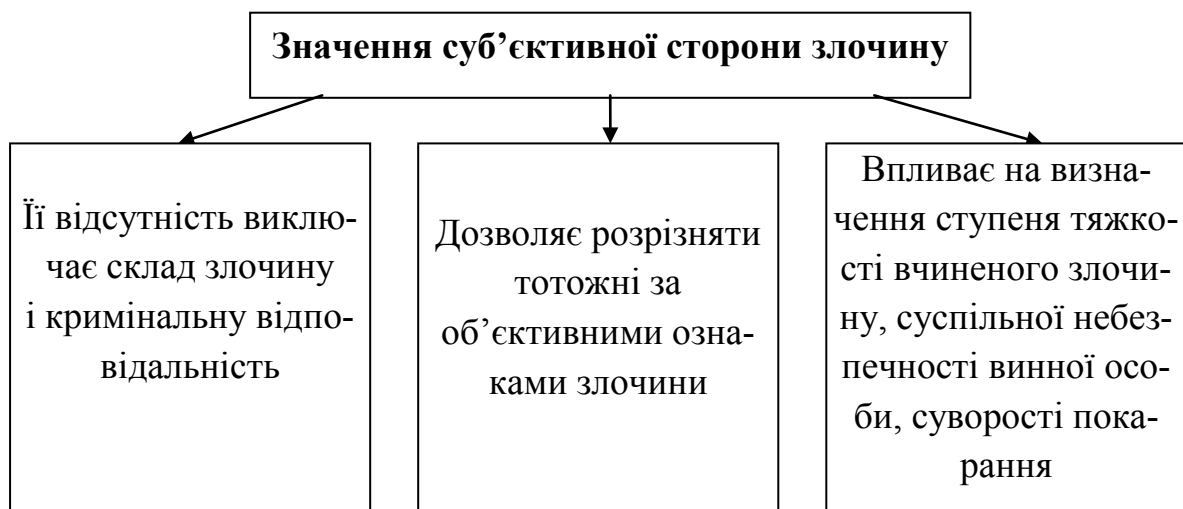 Значення суб’єктивної сторони злочину
Її відсутність виклю-
чає склад злочину
і кримінальну відпо-
відальність
Дозволяє розрізняти
тотожні за
об’єктивними озна-
ками злочини
Впливає на визна-
чення ступеня тяжко-
сті вчиненого злочи-
ну, суспільної небез-
печності винної осо-
би, суворості пока-
рання